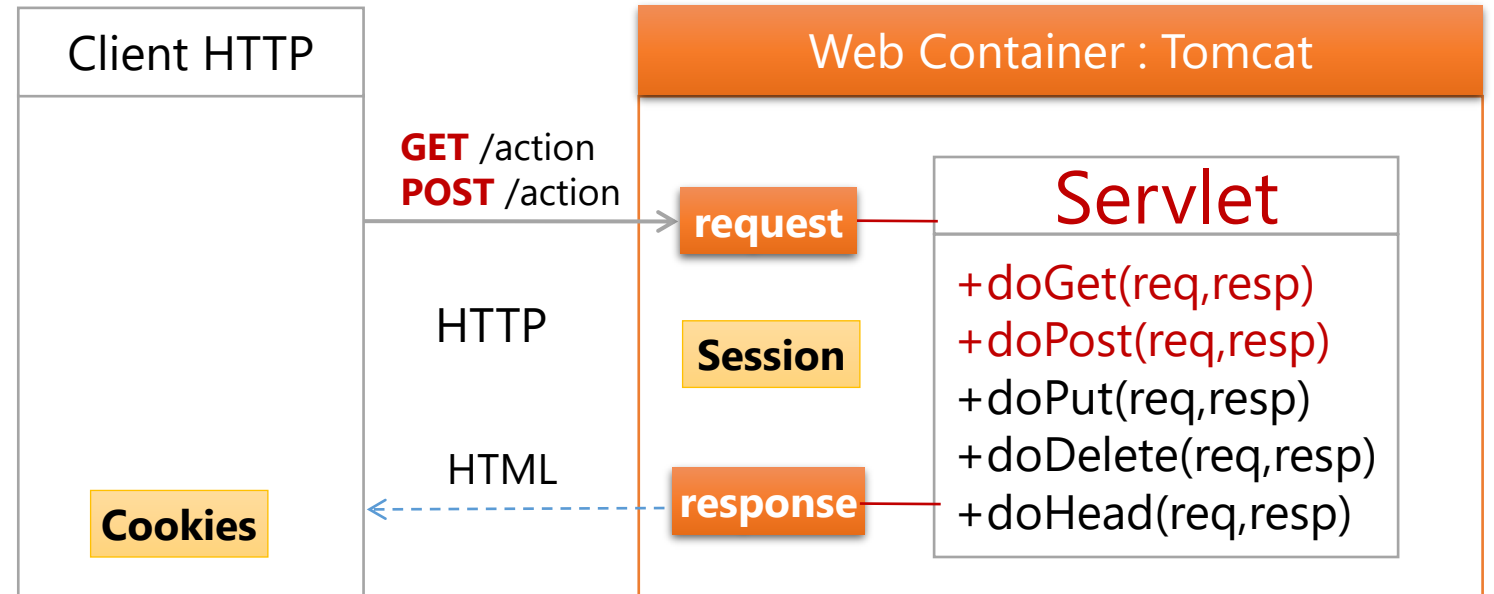 Client HTTP
Web Container : Tomcat
GET /action
POST /action
request
Servlet
+doGet(req,resp)
HTTP
Session
+doPost(req,resp)
+doPut(req,resp)
+doDelete(req,resp)
HTML
response
+doHead(req,resp)
Cookies